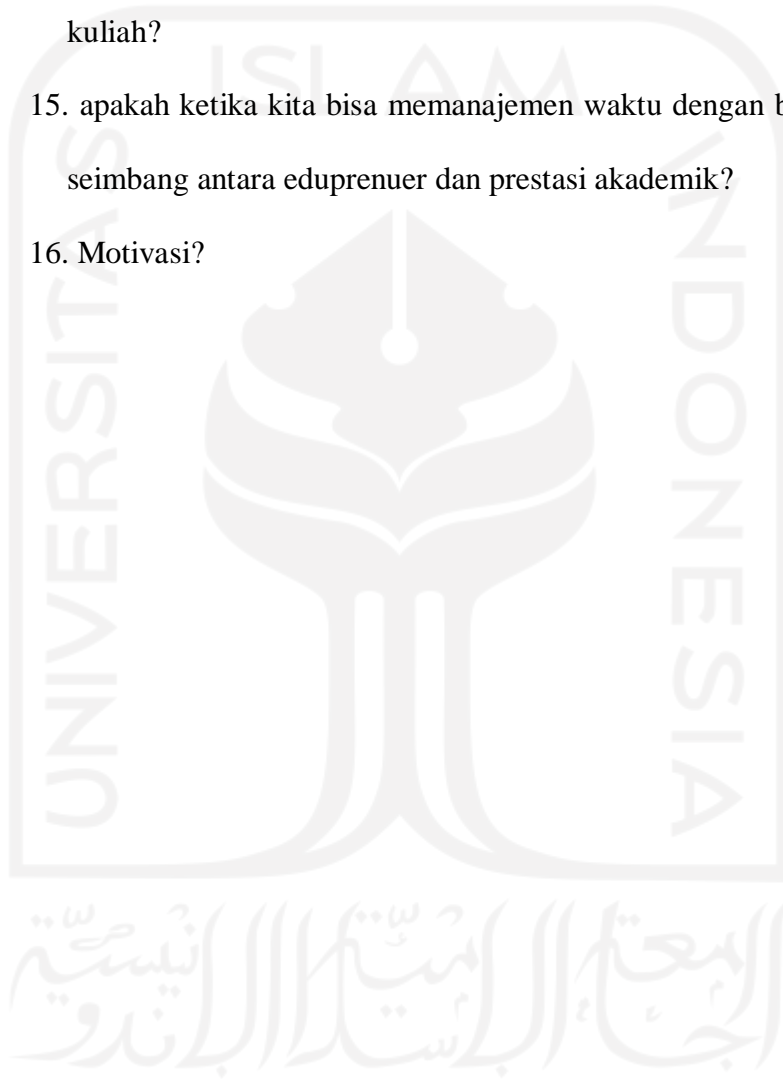 kuliah?
15. apakah ketika kita bisa memanajemen waktu dengan
seimbang antara eduprenuer dan prestasi akademik?
16. Motivasi?
ISLAM
UNIVERSITAS
INDONESIA